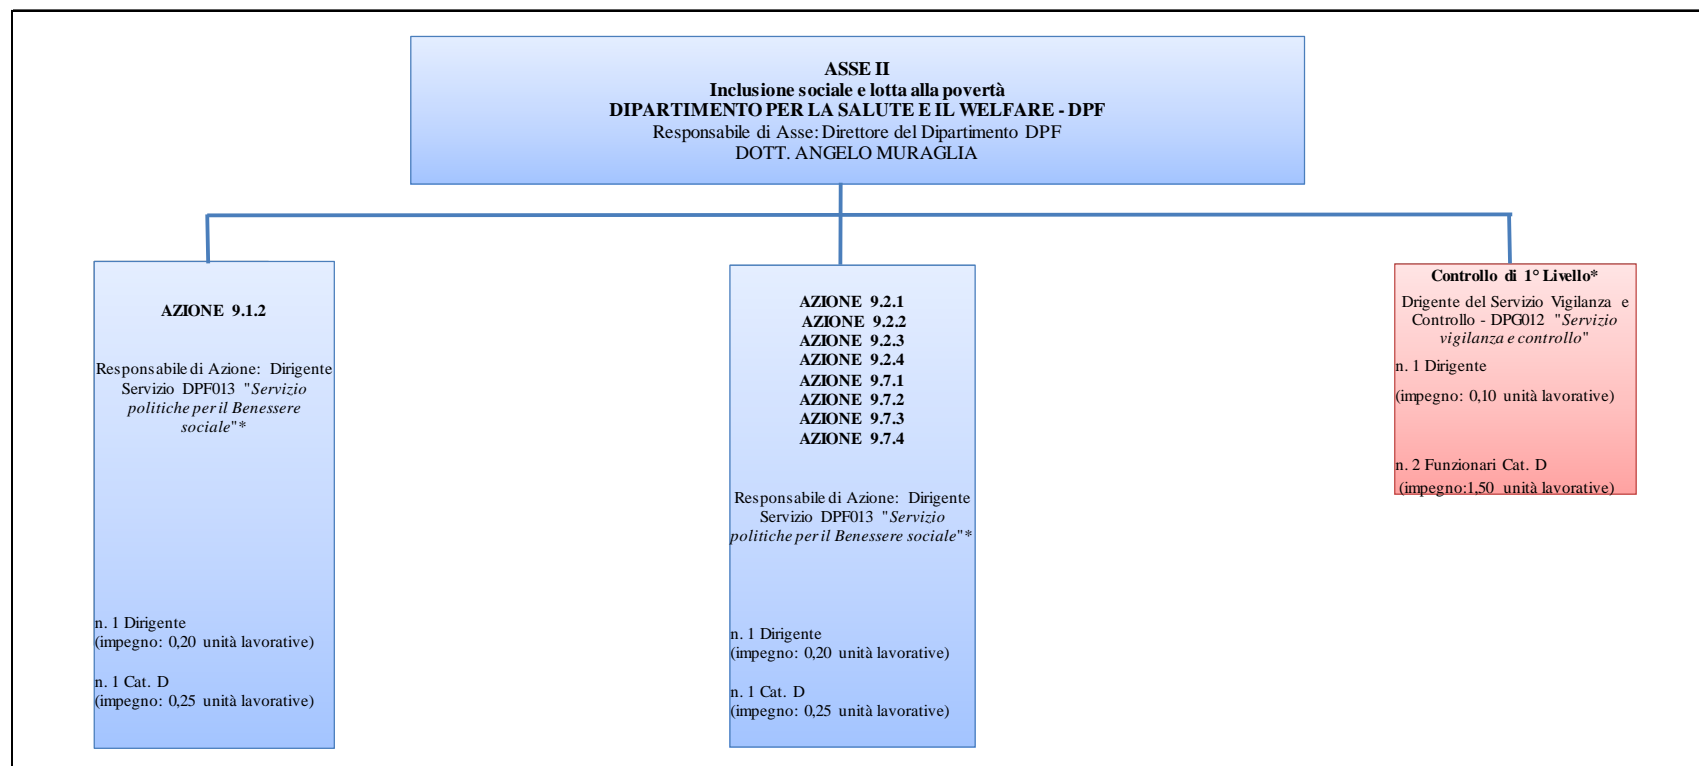 ASSE II
Inclusione sociale e lotta alla povertà
DIPARTIMENTO PER LA SALUTE E IL WELFARE - DPF
Responsabile di Asse: Direttore del Dipartimento DPF
DOTT. ANGELO MURAGLIA
AZIONE 9.1.2
Responsabile di Azione: Dirigente
Servizio DPF013 "Servizio
politiche per il Benessere
sociale"*
n. 1 Dirigente
(impegno: 0,20 unità lavorative)
n. 1 Cat. D
(impegno: 0,25 unità lavorative)
AZIONE 9.2.1
AZIONE 9.2.2
AZIONE 9.2.3
AZIONE 9.2.4
AZIONE 9.7.1
AZIONE 9.7.2
AZIONE 9.7.3
AZIONE 9.7.4
Responsabile di Azione: Dirigente
Servizio DPF013 "Servizio
politiche per il Benessere sociale"*
n. 1 Dirigente
(impegno: 0,20 unità lavorative)
n. 1 Cat. D
(impegno: 0,25 unità lavorative)
Controllo di 1° Livello*
Drigente del Servizio Vigilanza e
Controllo - DPG012 "Servizio
vigilanza e controllo"
n. 1 Dirigente
(impegno: 0,10 unità lavorative)
n. 2 Funzionari Cat. D
(impegno:1,50 unità lavorative)